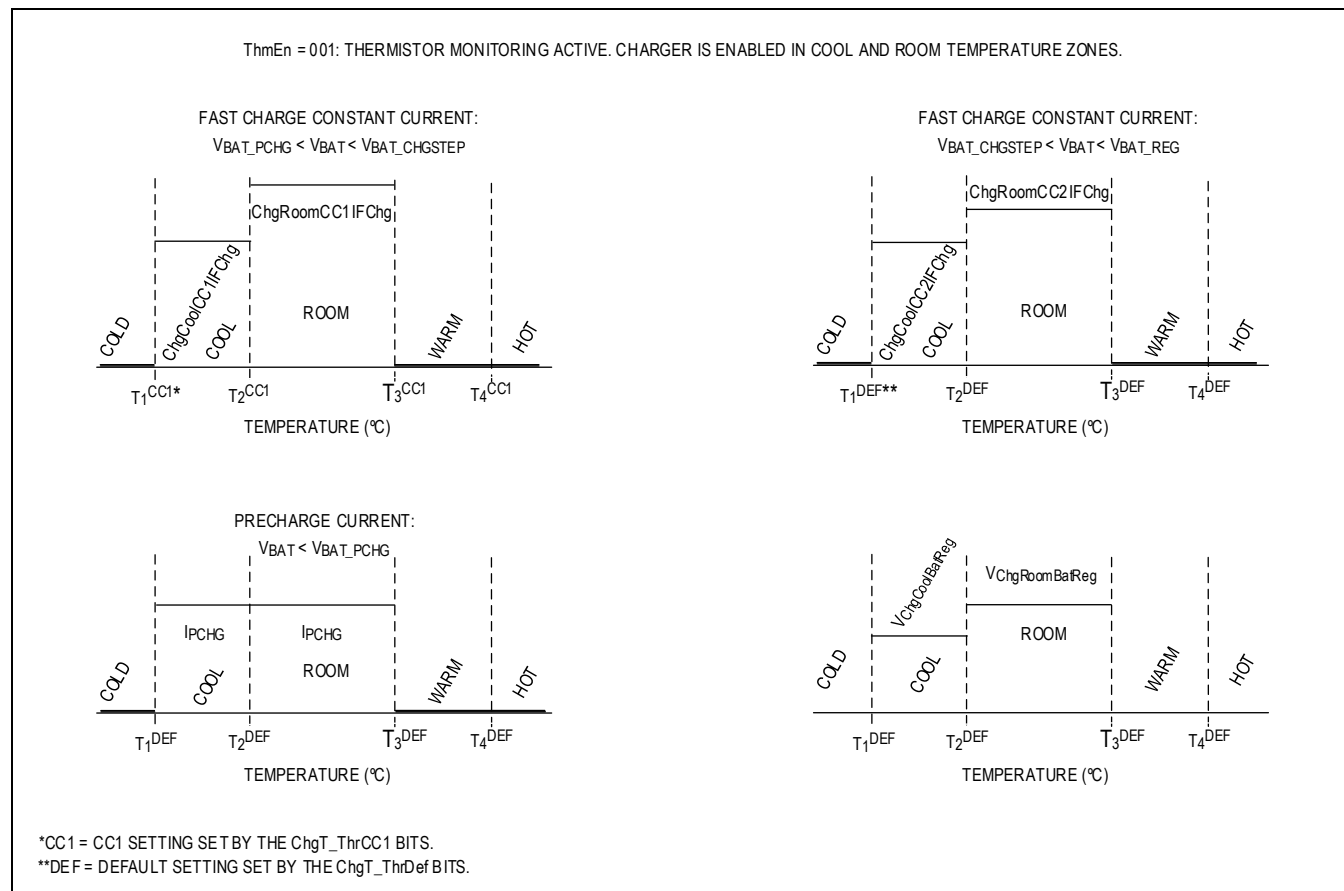 ThmEn = 001: THERMISTOR MONITORING ACTIVE. CHARGER IS ENABLED IN COOL AND ROOM TEMPERATURE ZONES.
FAST CHARGE CONSTANT CURRENT:
VBAT_PCHG < VBAT < VBAT_CHGSTEP
ChgRoomCC1IFChg
ChgCoolCC1IFChg
COLD
COOL
ROOM
WARM
HOT
T1CC1*
T2CC1
T3CC1
T4CC1
TEMPERATURE (ºC)
FAST CHARGE CONSTANT CURRENT:
VBAT_CHGSTEP < VBAT < VBAT_REG
ChgRoomCC2IFChg
ChgCoolCC2IFChg
COLD
COOL
ROOM
WARM
HOT
T1DEF**
T2DEF
T3DEF
T4DEF
TEMPERATURE (ºC)
PRECHARGE CURRENT:
VBAT < VBAT_PCHG
IPCHG
IPCHG
COLD
COOL
ROOM
WARM
HOT
T1DEF
T2DEF
T3DEF
T4DEF
TEMPERATURE (ºC)
VChgCoolBatReg
VChgRoomBatReg
COLD
COOL
ROOM
WARM
HOT
T1DEF
T2DEF
T3DEF
T4DEF
TEMPERATURE (ºC)
*CC1 = CC1 SETTING SET BY THE ChgT_ThrCC1 BITS.
**DEF = DEFAULT SETTING SET BY THE ChgT_ThrDef BITS.